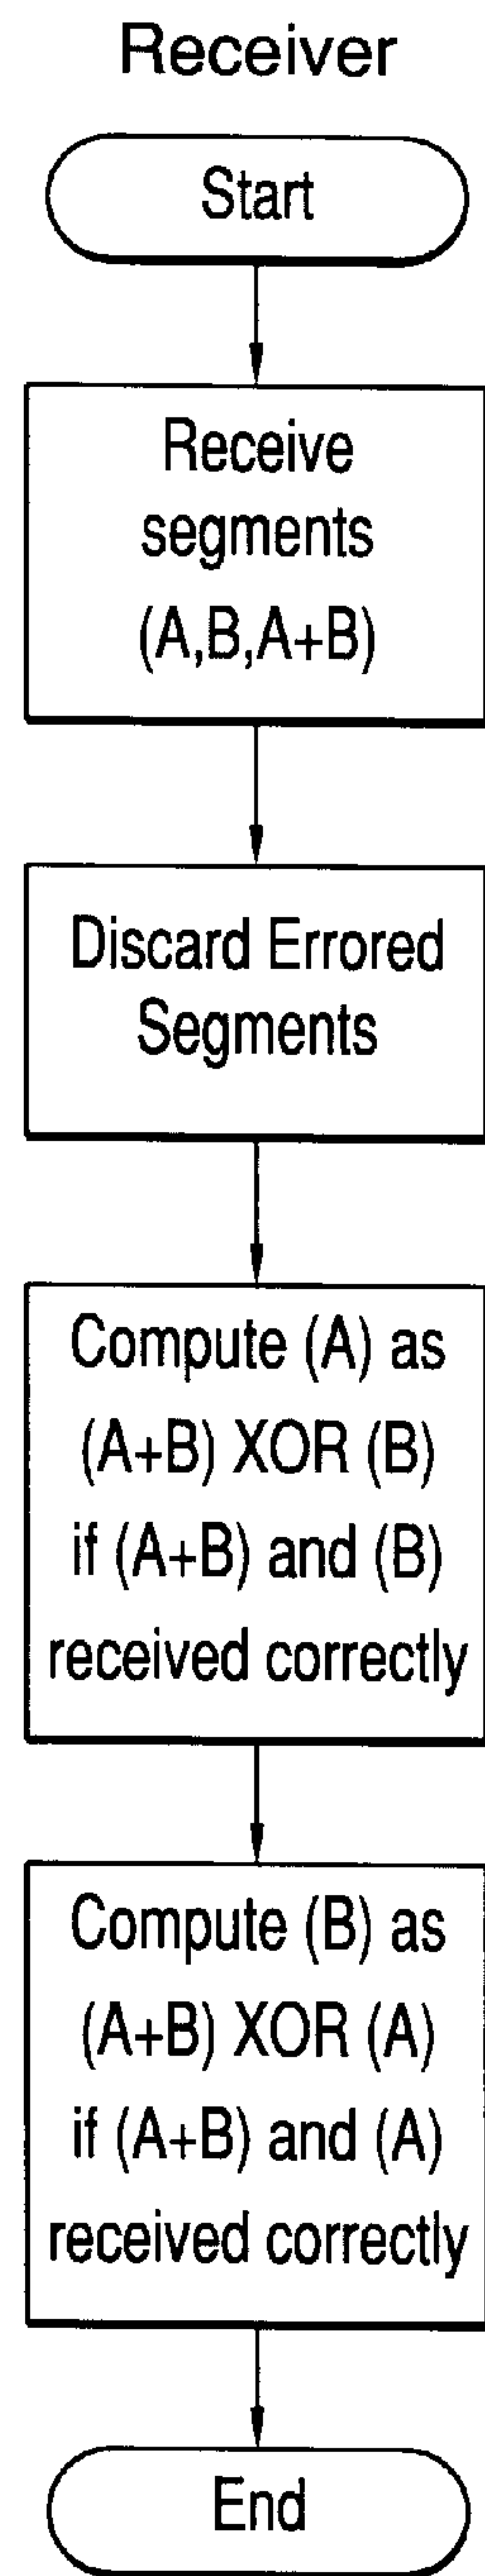 Receiver
Start
Receive
segments
(A,B,A+B)
Discard Errored
Segments
Compute (A) as
(A+B) XOR (B)
if (A+B) and (B)
received correctly
Compute (B) as
(A+B) XOR (A)
if (A+B) and (A)
received correctly
End